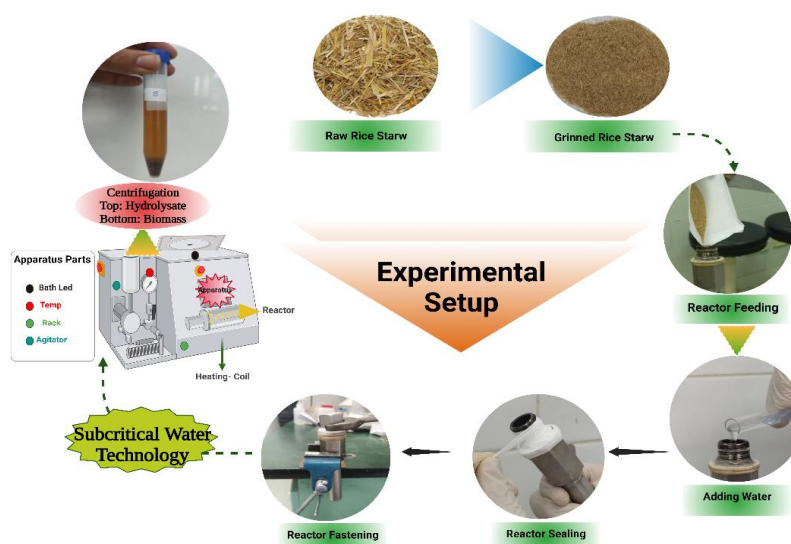 Raw Rice Starw
Grinned Rice Starw
Centrifugation
Top: Hydrolysate
Bottom: Biomass
Apparatus Parts
Bath Led
Temp
Rack
Agitator
Apparatus
Reactor
Heating- Coil
Experimental
Setup
Reactor Feeding
Adding Water
Reactor Sealing
Reactor Fastening
Subcritical Water
Technology